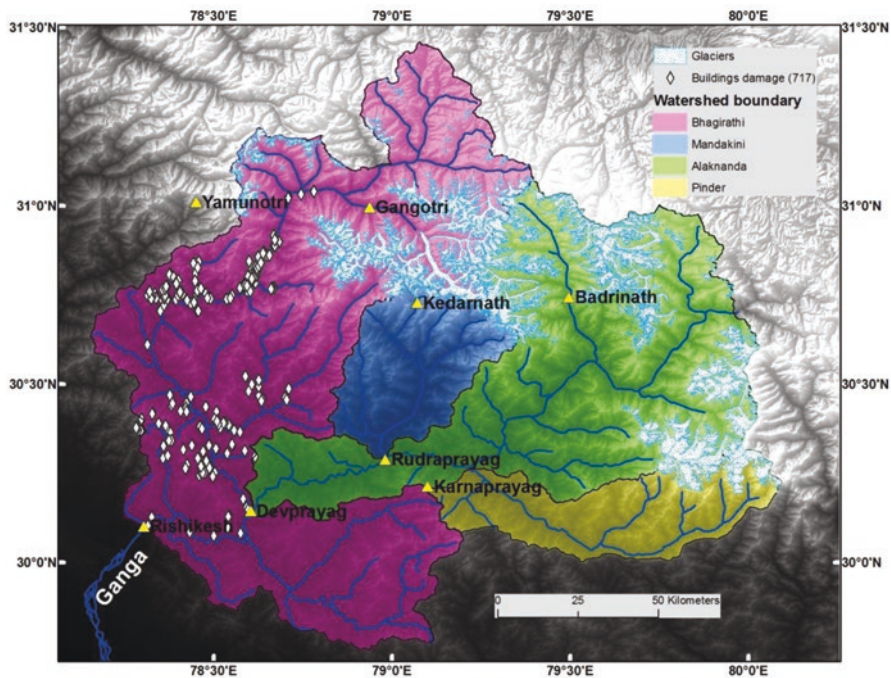 78°30'E 79°0'E 79°30'E 80°0'E
31°30'N 31°30'N
Glaciers
Buildings damage (717)
Watershed boundary
Bhagirathi
Mandakini
Alaknanda
Pinder
31°0'N 31°0'N
Yamunotri
Gangotri
Kedarnath
Badrinath
30°30'N 30°30'N
Rudraprayag
Karnaprayag
Devprayag
Rishikesh
30°0'N 30°0'N
Ganga
0 25 50 Kilometers
78°30'E 79°0'E 79°30'E 80°0'E